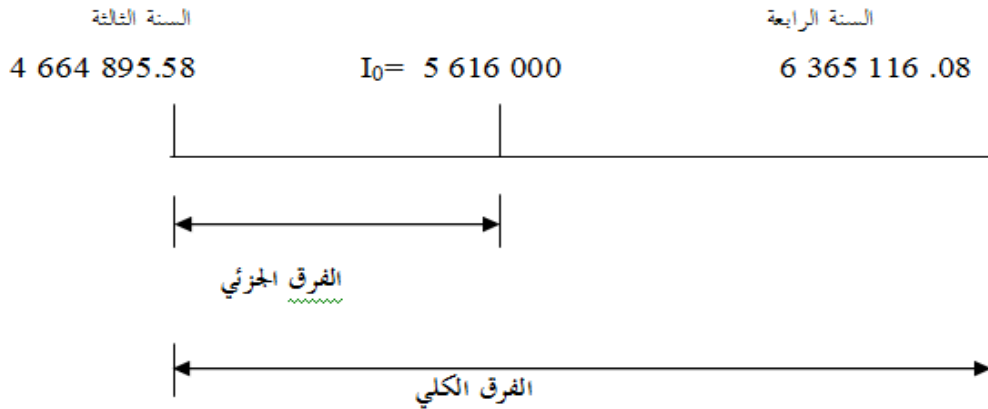 السنة الثالثة
السنة الرابعة
4 664 895.58
I₀= 5 616 000
6 365 116 .08
الفرق الجزئي
الفرق الكلي